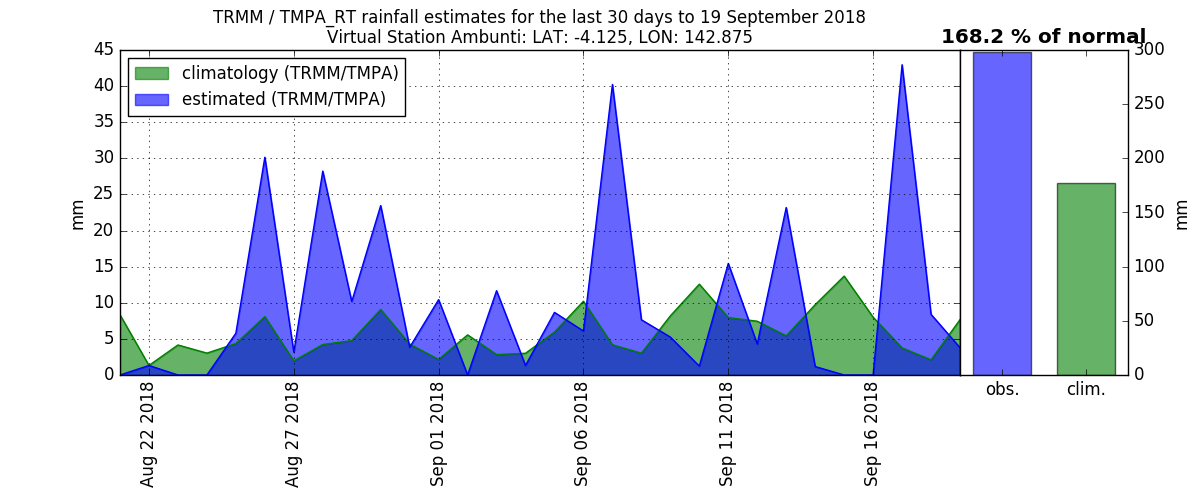 TRMM / TMPA_RT rainfall estimates for the last 30 days to 19 September 2018
Virtual Station Ambunti: LAT: -4.125, LON: 142.875
168.2 % of normal
climatology (TRMM/TMPA)
estimated (TRMM/TMPA)
45
40
35
30
25
20
15
10
5
0
mm
Aug 22 2018
Aug 27 2018
Sep 01 2018
Sep 06 2018
Sep 11 2018
Sep 16 2018
obs.
clim.
300
250
200
150
100
50
0
mm